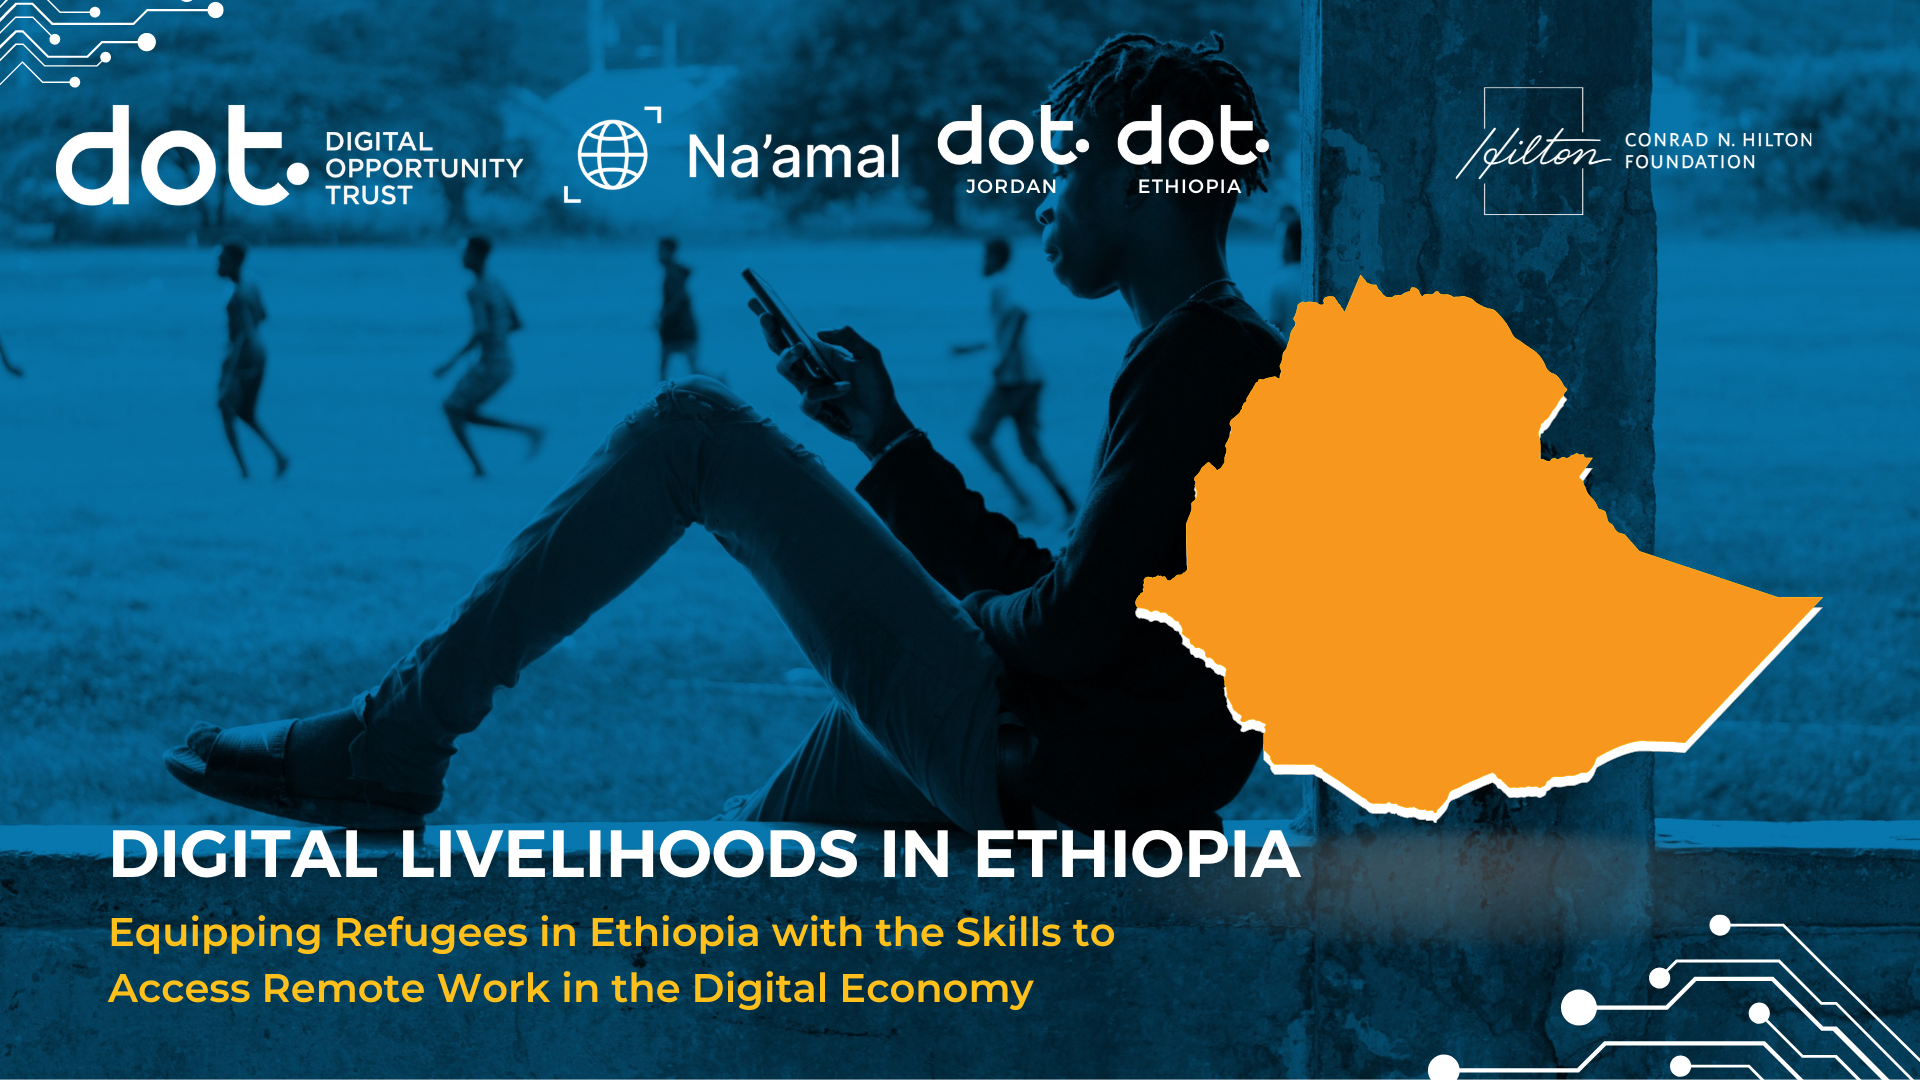 dot.
DIGITAL
OPPORTUNITY
TRUST
Na'amal
dot.
JORDAN
dot.
ETHIOPIA
Hilton
CONRAD N. HILTON
FOUNDATION
DIGITAL LIVELIHOODS IN ETHIOPIA
Equipping Refugees in Ethiopia with the Skills to
Access Remote Work in the Digital Economy